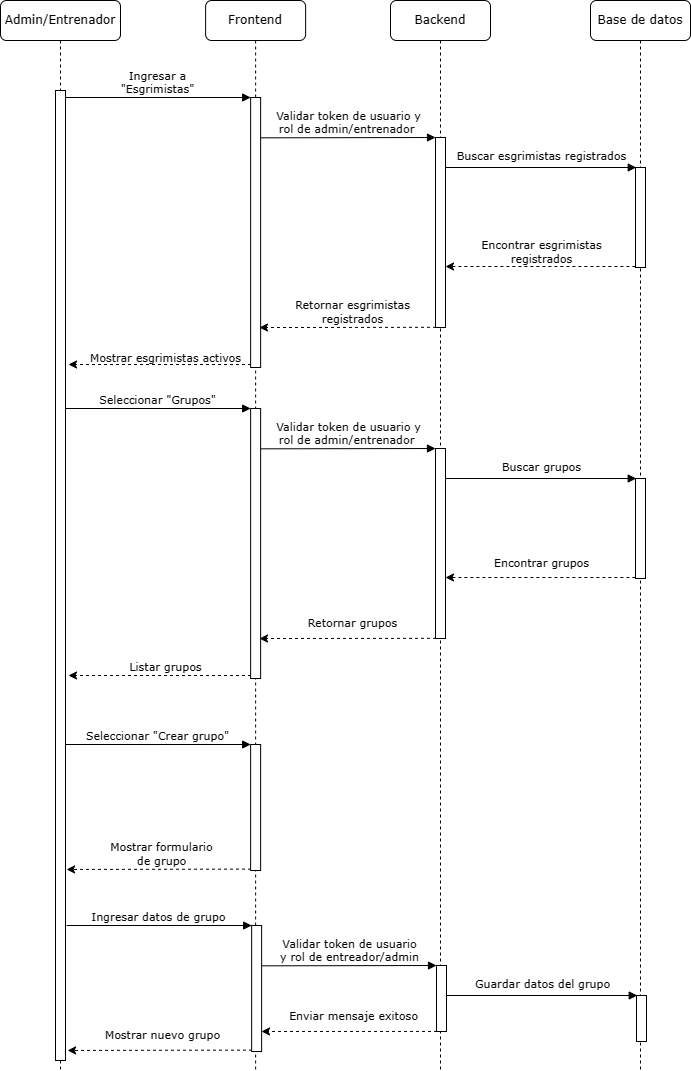 Admin/Entrenador
Frontend
Backend
Base de datos
Ingresar a
"Esgrimistas"
Validar token de usuario y
rol de admin/entrenador
Buscar esgrimistas registrados
Encontrar esgrimistas
registrados
Retornar esgrimistas
registrados
Mostrar esgrimistas activos
Seleccionar "Grupos"
Validar token de usuario y
rol de admin/entrenador
Buscar grupos
Encontrar grupos
Retornar grupos
Listar grupos
Seleccionar "Crear grupo"
Mostrar formulario
de grupo
Ingresar datos de grupo
Validar token de usuario
y rol de entreador/admin
Guardar datos del grupo
Enviar mensaje exitoso
Mostrar nuevo grupo